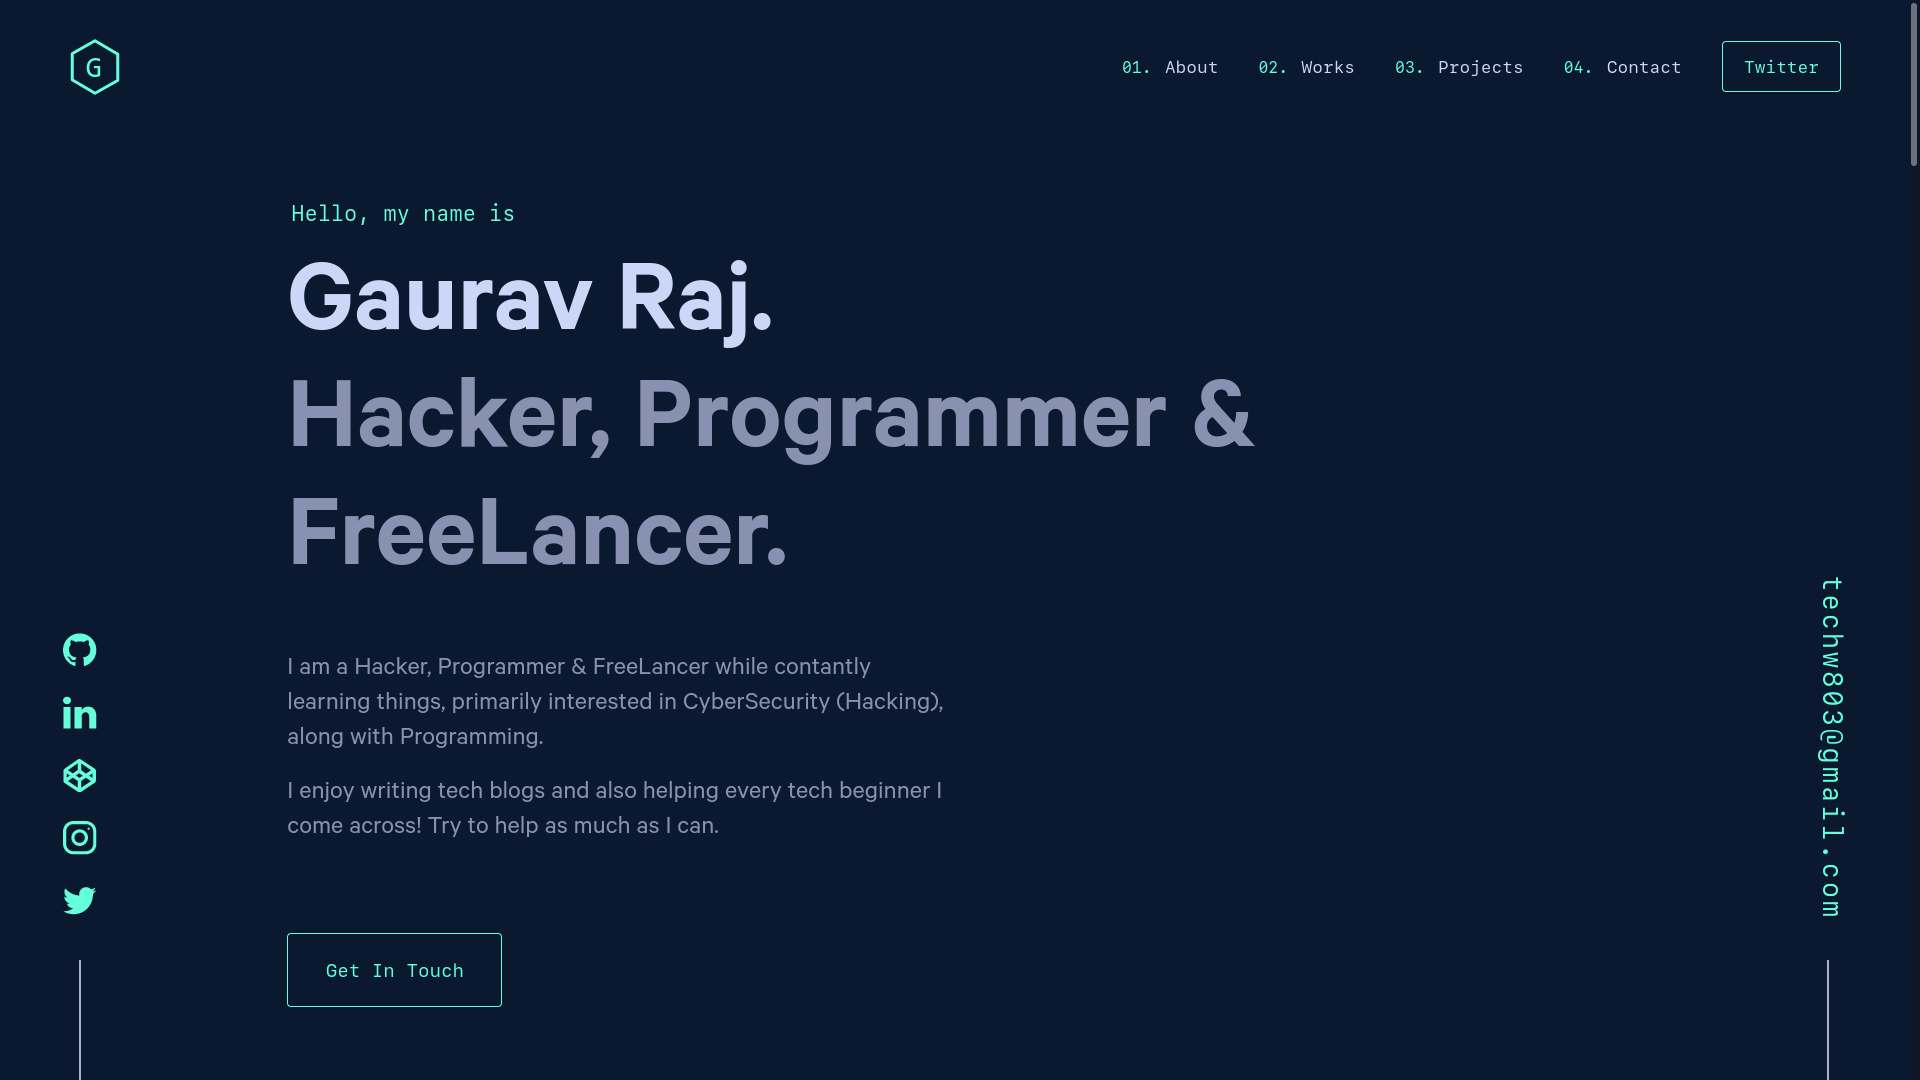 G
01. About
02. Works
03. Projects
04. Contact
Twitter
Hello, my name is
Gaurav Raj.
Hacker, Programmer &
FreeLancer.
I am a Hacker, Programmer & FreeLancer while contantly
learning things, primarily interested in CyberSecurity (Hacking),
along with Programming.
I enjoy writing tech blogs and also helping every tech beginner I
come across! Try to help as much as I can.
Get In Touch
techw803@gmail.com